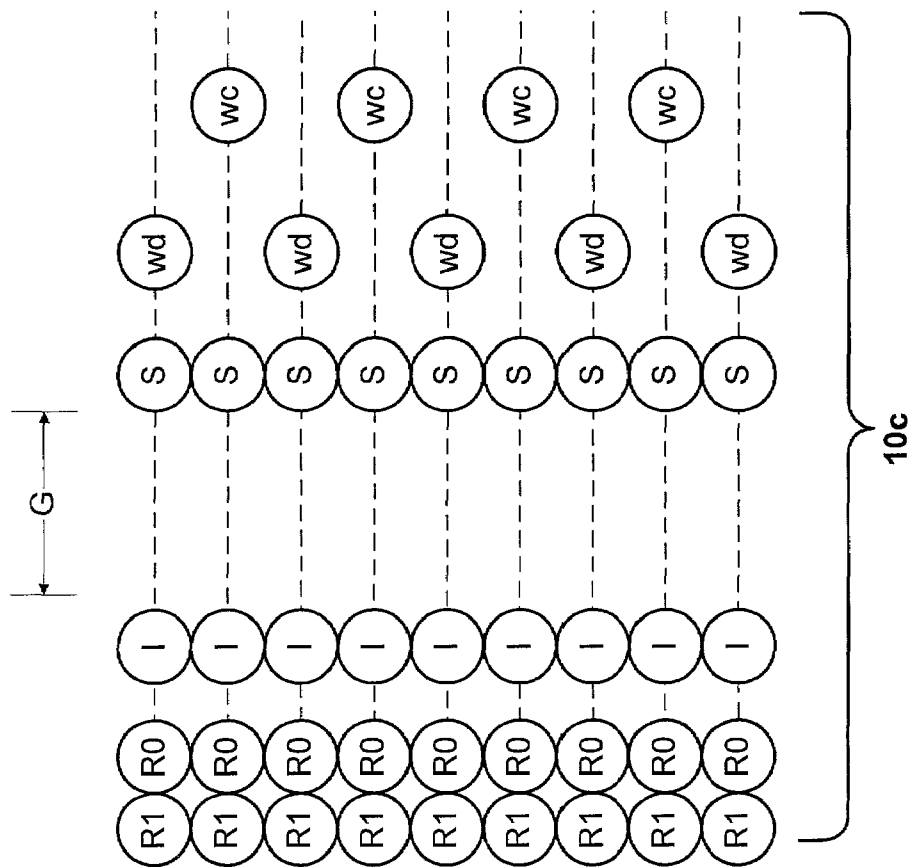 R1 R1 R1 R1 R1 R1 R1 R1 R1
R0 R0 R0 R0 R0 R0 R0 R0 R0
I I I I I I I I I
G
S S S S S S S S S
wd wd wd wd wd
wc wc wc wc
10c